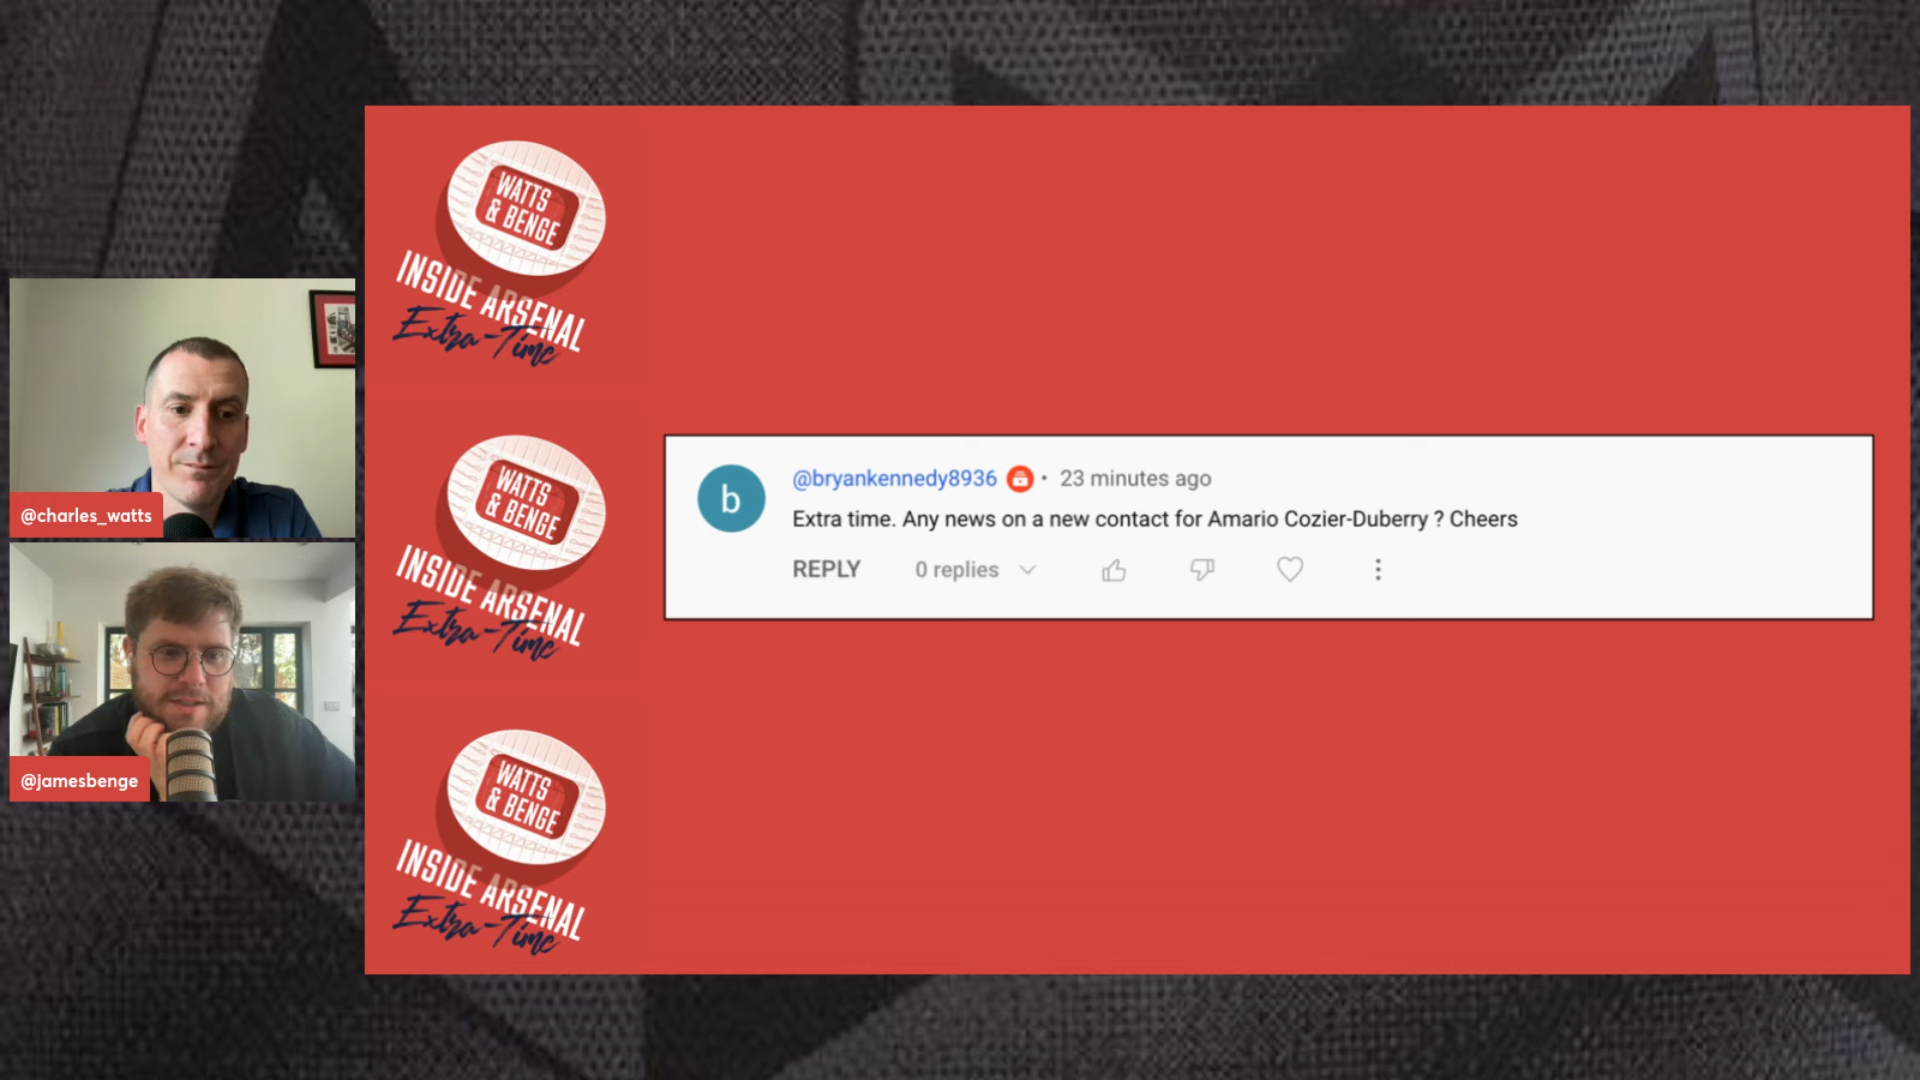 WATTS
& BENGE
INSIDE ARSENAL
Extra-Time
@charles_watts
@jamesbenge
WATTS
& BENGE
INSIDE ARSENAL
Extra-Time
b
@bryankennedy8936 • 23 minutes ago
Extra time. Any news on a new contact for Amario Cozier-Duberry ? Cheers
REPLY 0 replies
WATTS
& BENGE
INSIDE ARSENAL
Extra-Time